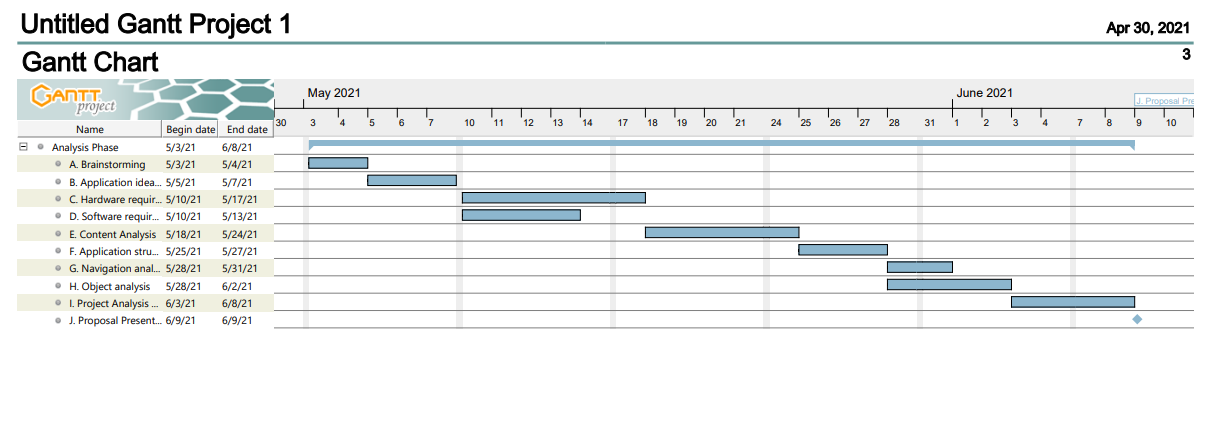 Untitled Gantt Project 1
Apr 30, 2021
Gantt Chart
3
GANTT project
May 2021
June 2021
J. Proposal Pre
30 3 4 5 6 7 10 11 12 13 14 17 18 19 20 21 24 25 26 27 28 31 1 2 3 4 7 8 9 10
Name Begin date End date
Analysis Phase 5/3/21 6/8/21
A. Brainstorming 5/3/21 5/4/21
B. Application idea... 5/5/21 5/7/21
C. Hardware requir... 5/10/21 5/17/21
D. Software requir... 5/10/21 5/13/21
E. Content Analysis 5/18/21 5/24/21
F. Application stru... 5/25/21 5/27/21
G. Navigation anal... 5/28/21 5/31/21
H. Object analysis 5/28/21 6/2/21
I. Project Analysis ... 6/3/21 6/8/21
J. Proposal Present... 6/9/21 6/9/21